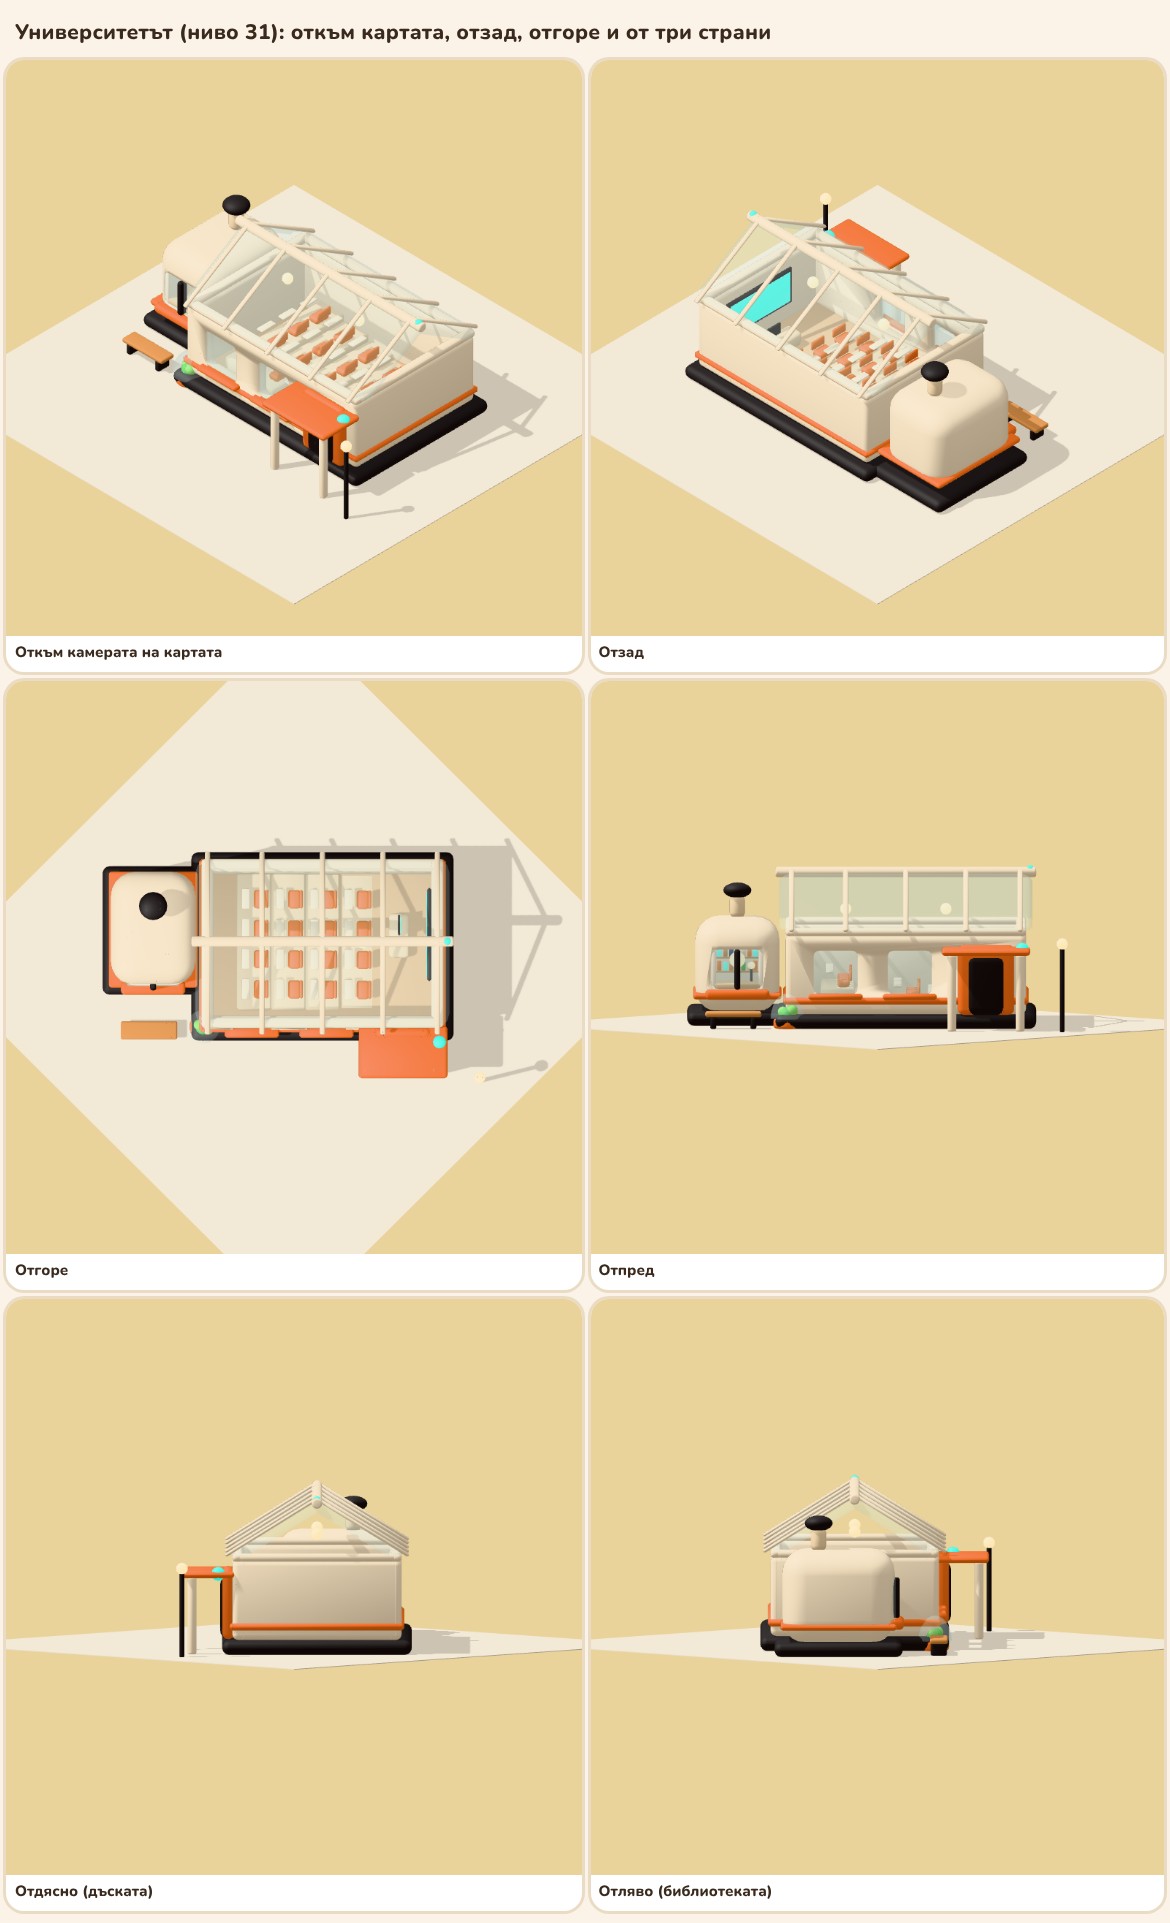 Университетът (ниво 31): откъм картата, отзад, отгоре и от три страни
Откъм камерата на картата
Отзад
Отгоре
Отпред
Отдясно (дъската)
Отляво (библиотеката)